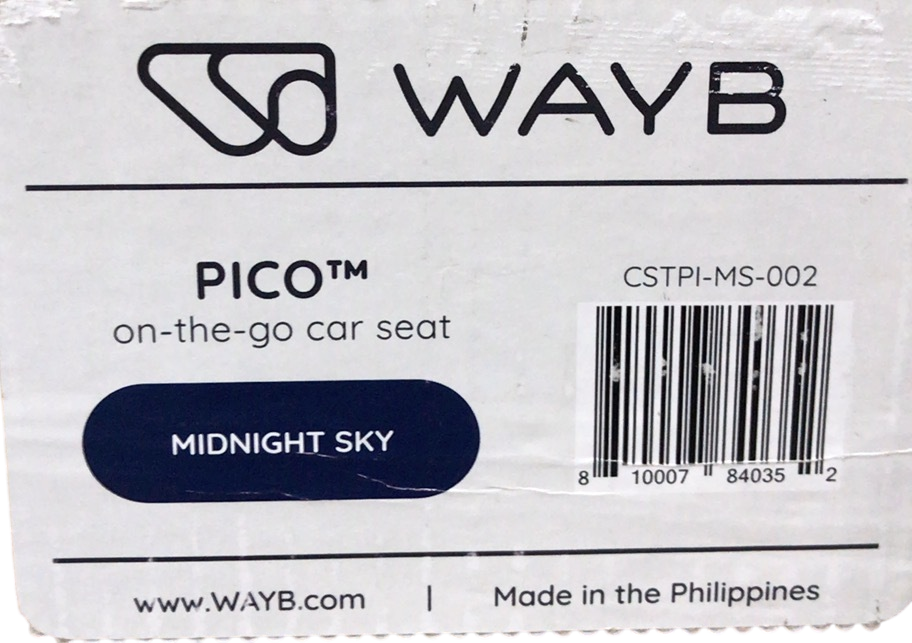 WAYB
PICO™
on-the-go car seat
MIDNIGHT SKY
CSTPI-MS-002
8 10007 84035 2
www.WAYB.com | Made in the Philippines